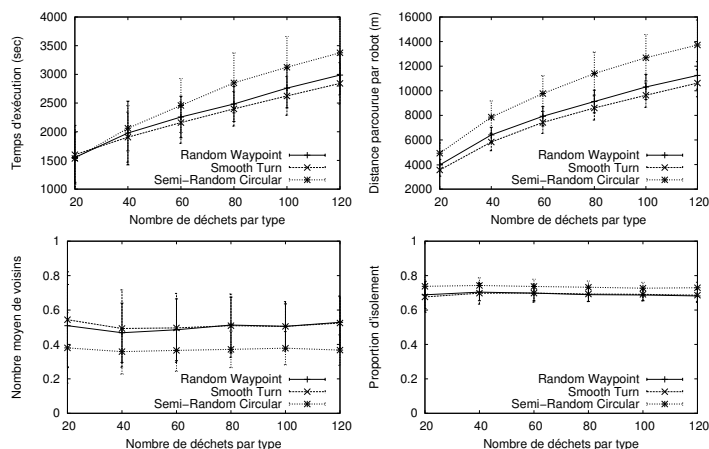 Temps d'exécution (sec)
4000
3500
3000
2500
2000
1500
1000
Random Waypoint
Smooth Turn
Semi-Random Circular
20 40 60 80 100 120
Nombre de déchets par type
Distance parcourue par robot (m)
16000
14000
12000
10000
8000
6000
4000
2000
Random Waypoint
Smooth Turn
Semi-Random Circular
20 40 60 80 100 120
Nombre de déchets par type
Nombre moyen de voisins
1
0.8
0.6
0.4
0.2
0
Random Waypoint
Smooth Turn
Semi-Random Circular
20 40 60 80 100 120
Nombre de déchets par type
Proportion d'isolement
1
0.8
0.6
0.4
0.2
0
Random Waypoint
Smooth Turn
Semi-Random Circular
20 40 60 80 100 120
Nombre de déchets par type